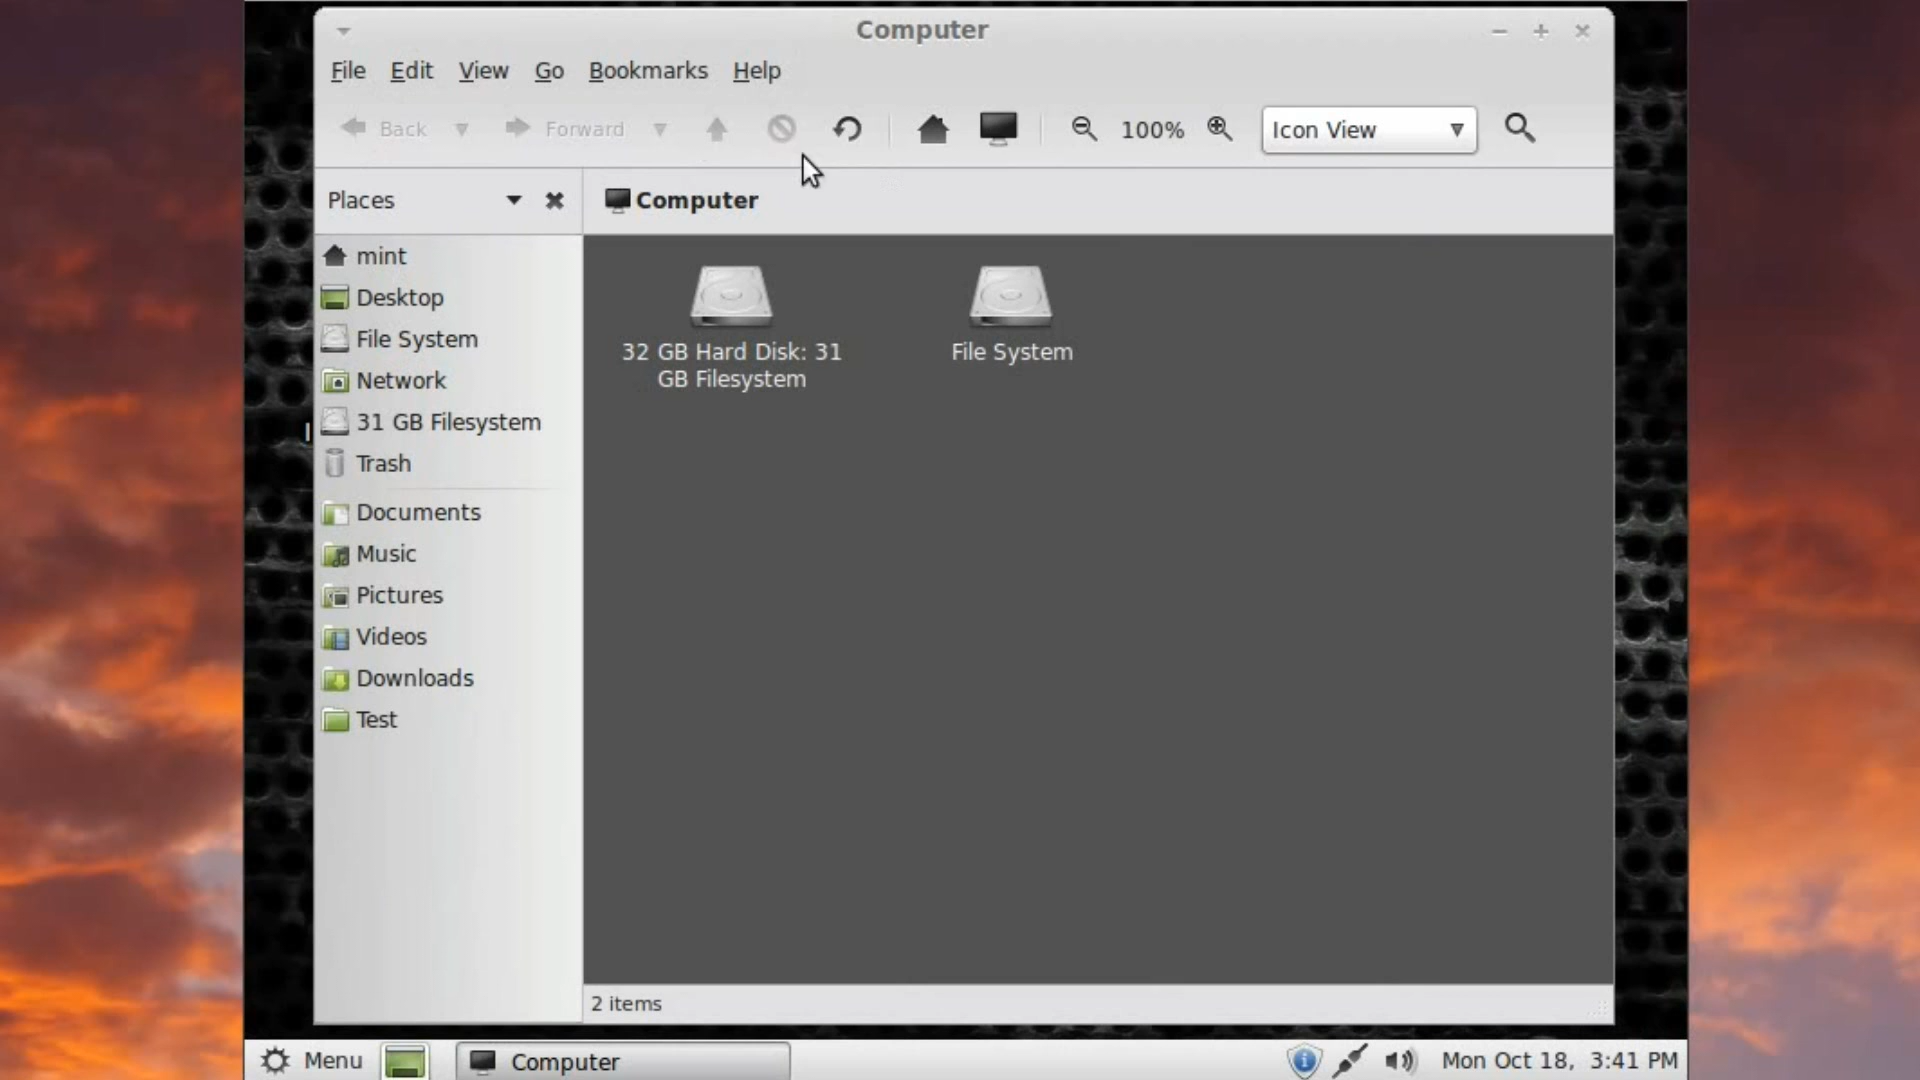 Computer
File Edit View Go Bookmarks Help
Back Forward 100% Icon View
Places
Computer
mint
Desktop
File System
Network
31 GB Filesystem
Trash
Documents
Music
Pictures
Videos
Downloads
Test
32 GB Hard Disk: 31
GB Filesystem
File System
2 items
Menu Computer Mon Oct 18, 3:41 PM